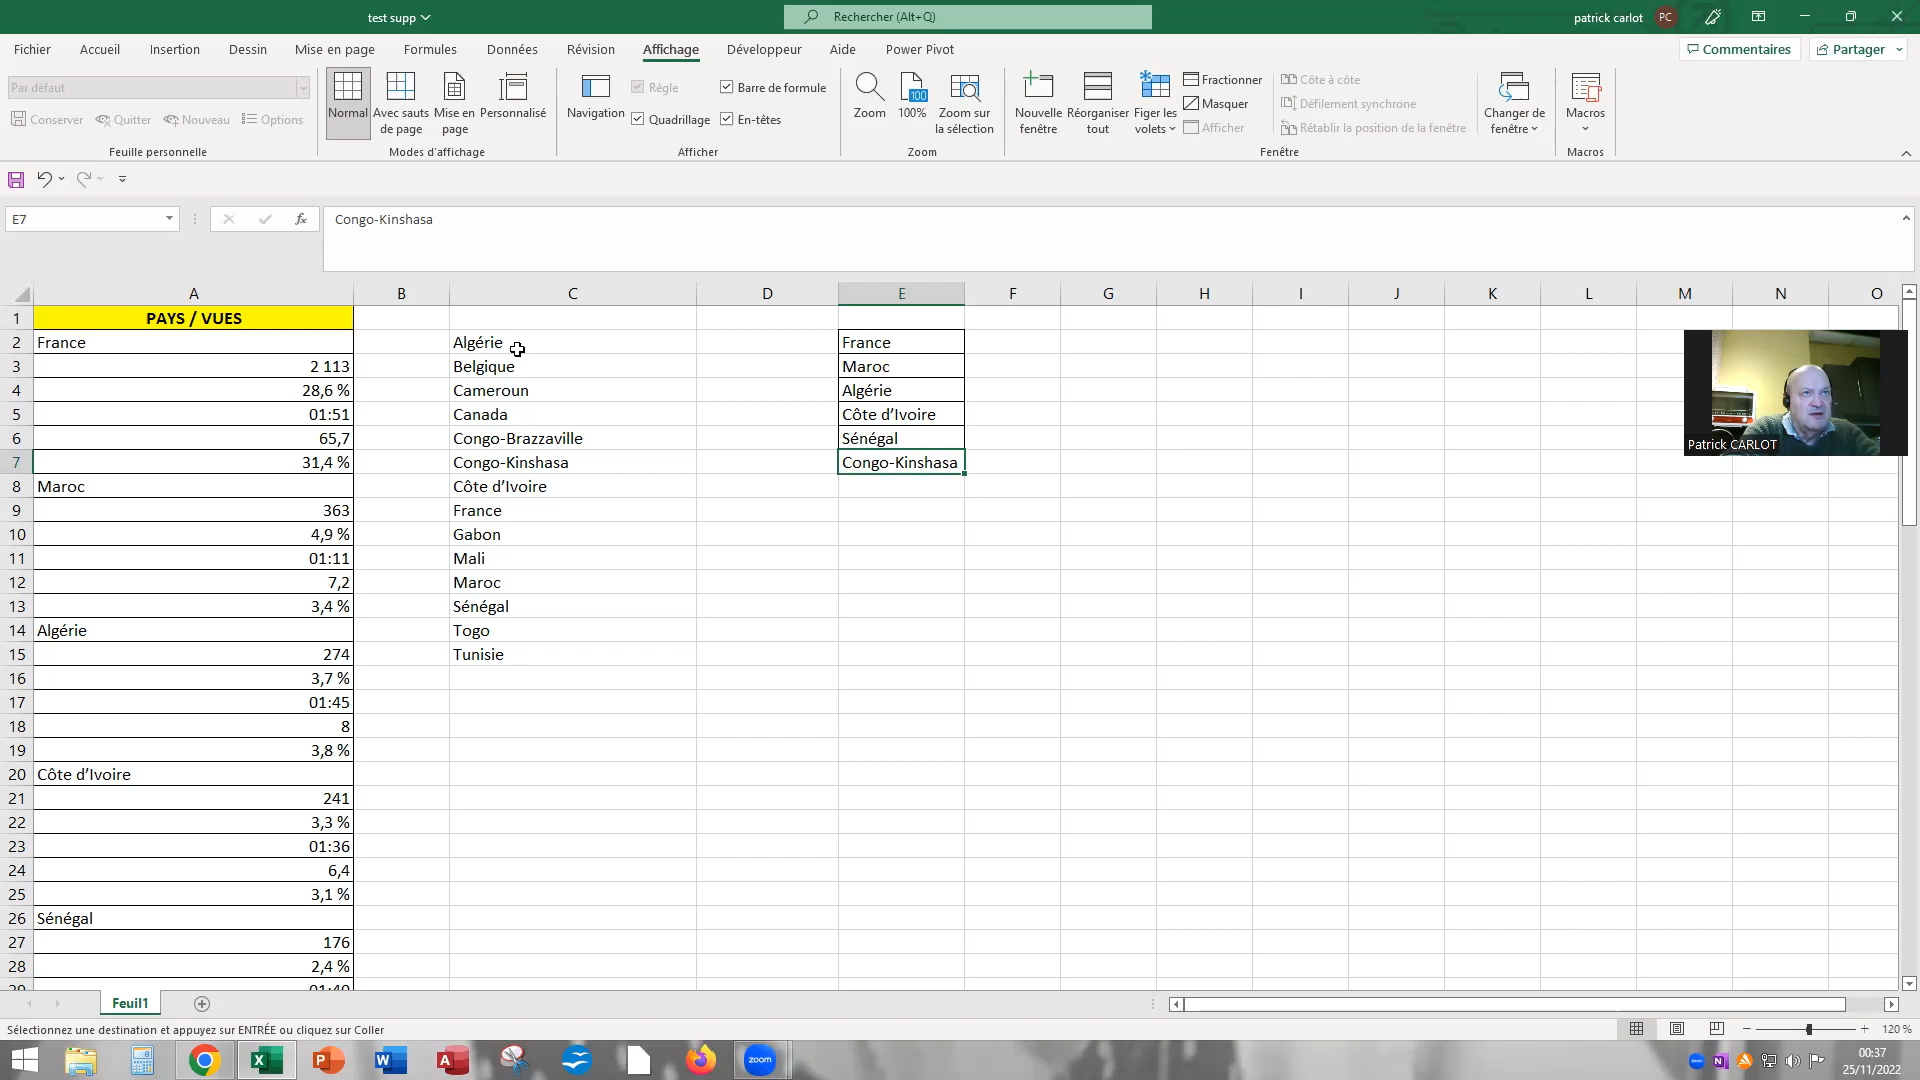 test supp
Rechercher (Alt+Q)
patrick carlot
PC
Fichier
Accueil
Insertion
Dessin
Mise en page
Formules
Données
Révision
Affichage
Développeur
Aide
Power Pivot
Commentaires
Partager
Par défaut
Conserver
Quitter
Nouveau
Options
Feuille personnelle
Normal
Avec sauts
de page
Mise en
page
Personnalisé
Modes d'affichage
Navigation
Règle
Barre de formule
Quadrillage
En-têtes
Afficher
Zoom
100
100%
Zoom sur
la sélection
Zoom
Nouvelle
fenêtre
Réorganiser
tout
Figer les
volets
Fractionner
Masquer
Afficher
Côte à côte
Défilement synchrone
Rétablir la position de la fenêtre
Changer de
fenêtre
Fenêtre
Macros
Macros
E7
fx
Congo-Kinshasa
A B C D E F G H I J K L M N O
1 PAYS / VUES
2 France Algérie France
3 2 113 Belgique Maroc
4 28,6 % Cameroun Algérie
5 01:51 Canada Côte d’Ivoire
6 65,7 Congo-Brazzaville Sénégal
7 31,4 % Congo-Kinshasa Congo-Kinshasa
8 Maroc Côte d’Ivoire
9 363 France
10 4,9 % Gabon
11 01:11 Mali
12 7,2 Maroc
13 3,4 % Sénégal
14 Algérie Togo
15 274 Tunisie
16 3,7 %
17 01:45
18 8
19 3,8 %
20 Côte d’Ivoire
21 241
22 3,3 %
23 01:36
24 6,4
25 3,1 %
26 Sénégal
27 176
28 2,4 %
29 01:40
Patrick CARLOT
Feuil1
Sélectionnez une destination et appuyez sur ENTRÉE ou cliquez sur Coller
120 %
zoom
00:37
25/11/2022